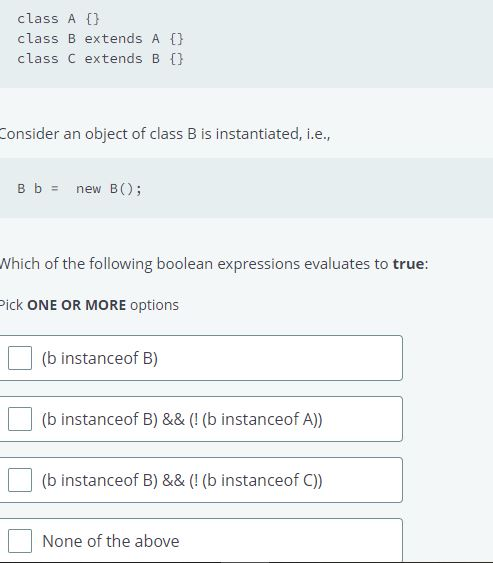 class A {}
class B extends A {}
class C extends B {}
Consider an object of class B is instantiated, i.e.,
B b =  new B();
Which of the following boolean expressions evaluates to true:
Pick ONE OR MORE options
(b instanceof B)
(b instanceof B) && (! (b instanceof A))
(b instanceof B) && (! (b instanceof C))
None of the above